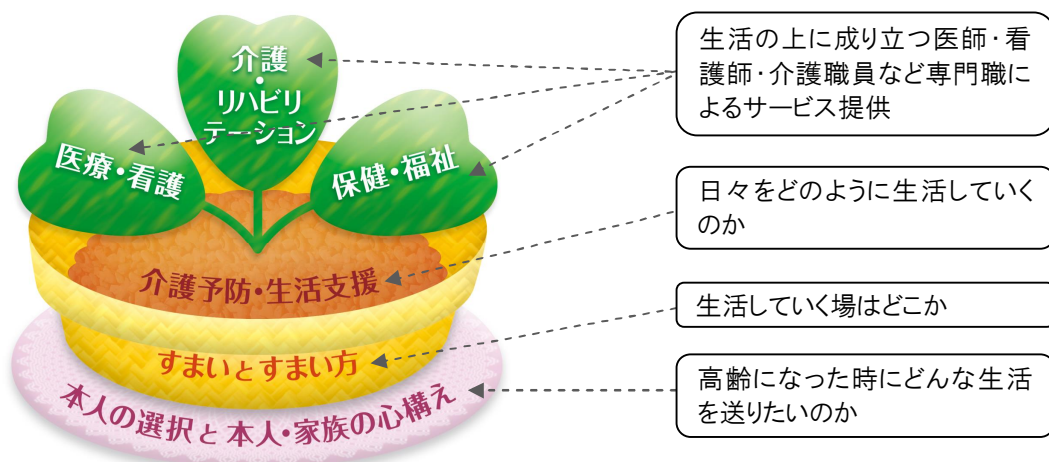 介護
・
リハビリ
テーション
医療・看護
保健・福祉
介護予防・生活支援
すまいとすまい方
本人の選択と本人・家族の心構え
生活の上に成り立つ医師・看
護師・介護職員など専門職に
よるサービス提供
日々をどのように生活していく
のか
生活していく場はどこか
高齢になった時にどんな生活
を送りたいのか